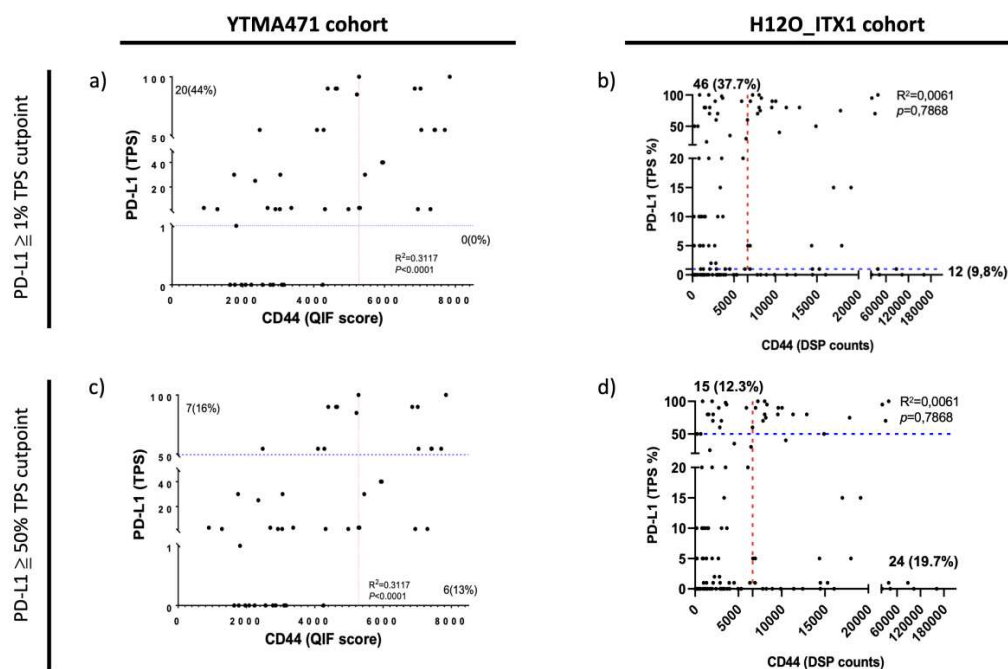 YTMA471 cohort
H12O_ITX1 cohort
PD-L1 ≧ 1% TPS cutpoint
a)
20(44%)
PD-L1 (TPS)
100
50
40
20
1
0
0(0%)
R²=0.3117
P<0.0001
0 2000 4000 6000 8000
CD44 (QIF score)
b)
46 (37.7%)
R²=0,0061
p=0,7868
PD-L1 (TPS %)
100
50
20
15
10
5
0
12 (9,8%)
0 5000 10000 15000 20000 60000 120000 180000
CD44 (DSP counts)
PD-L1 ≧ 50% TPS cutpoint
c)
7(16%)
PD-L1 (TPS)
100
50
40
20
1
0
6(13%)
R²=0.3117
P<0.0001
0 2000 4000 6000 8000
CD44 (QIF score)
d)
15 (12.3%)
R²=0,0061
p=0,7868
PD-L1 (TPS %)
100
50
20
15
10
5
0
24 (19.7%)
0 5000 10000 15000 20000 60000 120000 180000
CD44 (DSP counts)